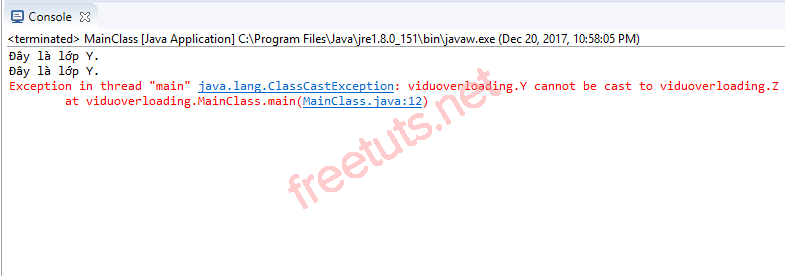 Console
<terminated> MainClass [Java Application] C:\Program Files\Java\jre1.8.0_151\bin\javaw.exe (Dec 20, 2017, 10:58:05 PM)
Đây là lớp Y.
Đây là lớp Y.
Exception in thread "main" java.lang.ClassCastException: viduoverloading.Y cannot be cast to viduoverloading.Z
at viduoverloading.MainClass.main(MainClass.java:12)
freetuts.net